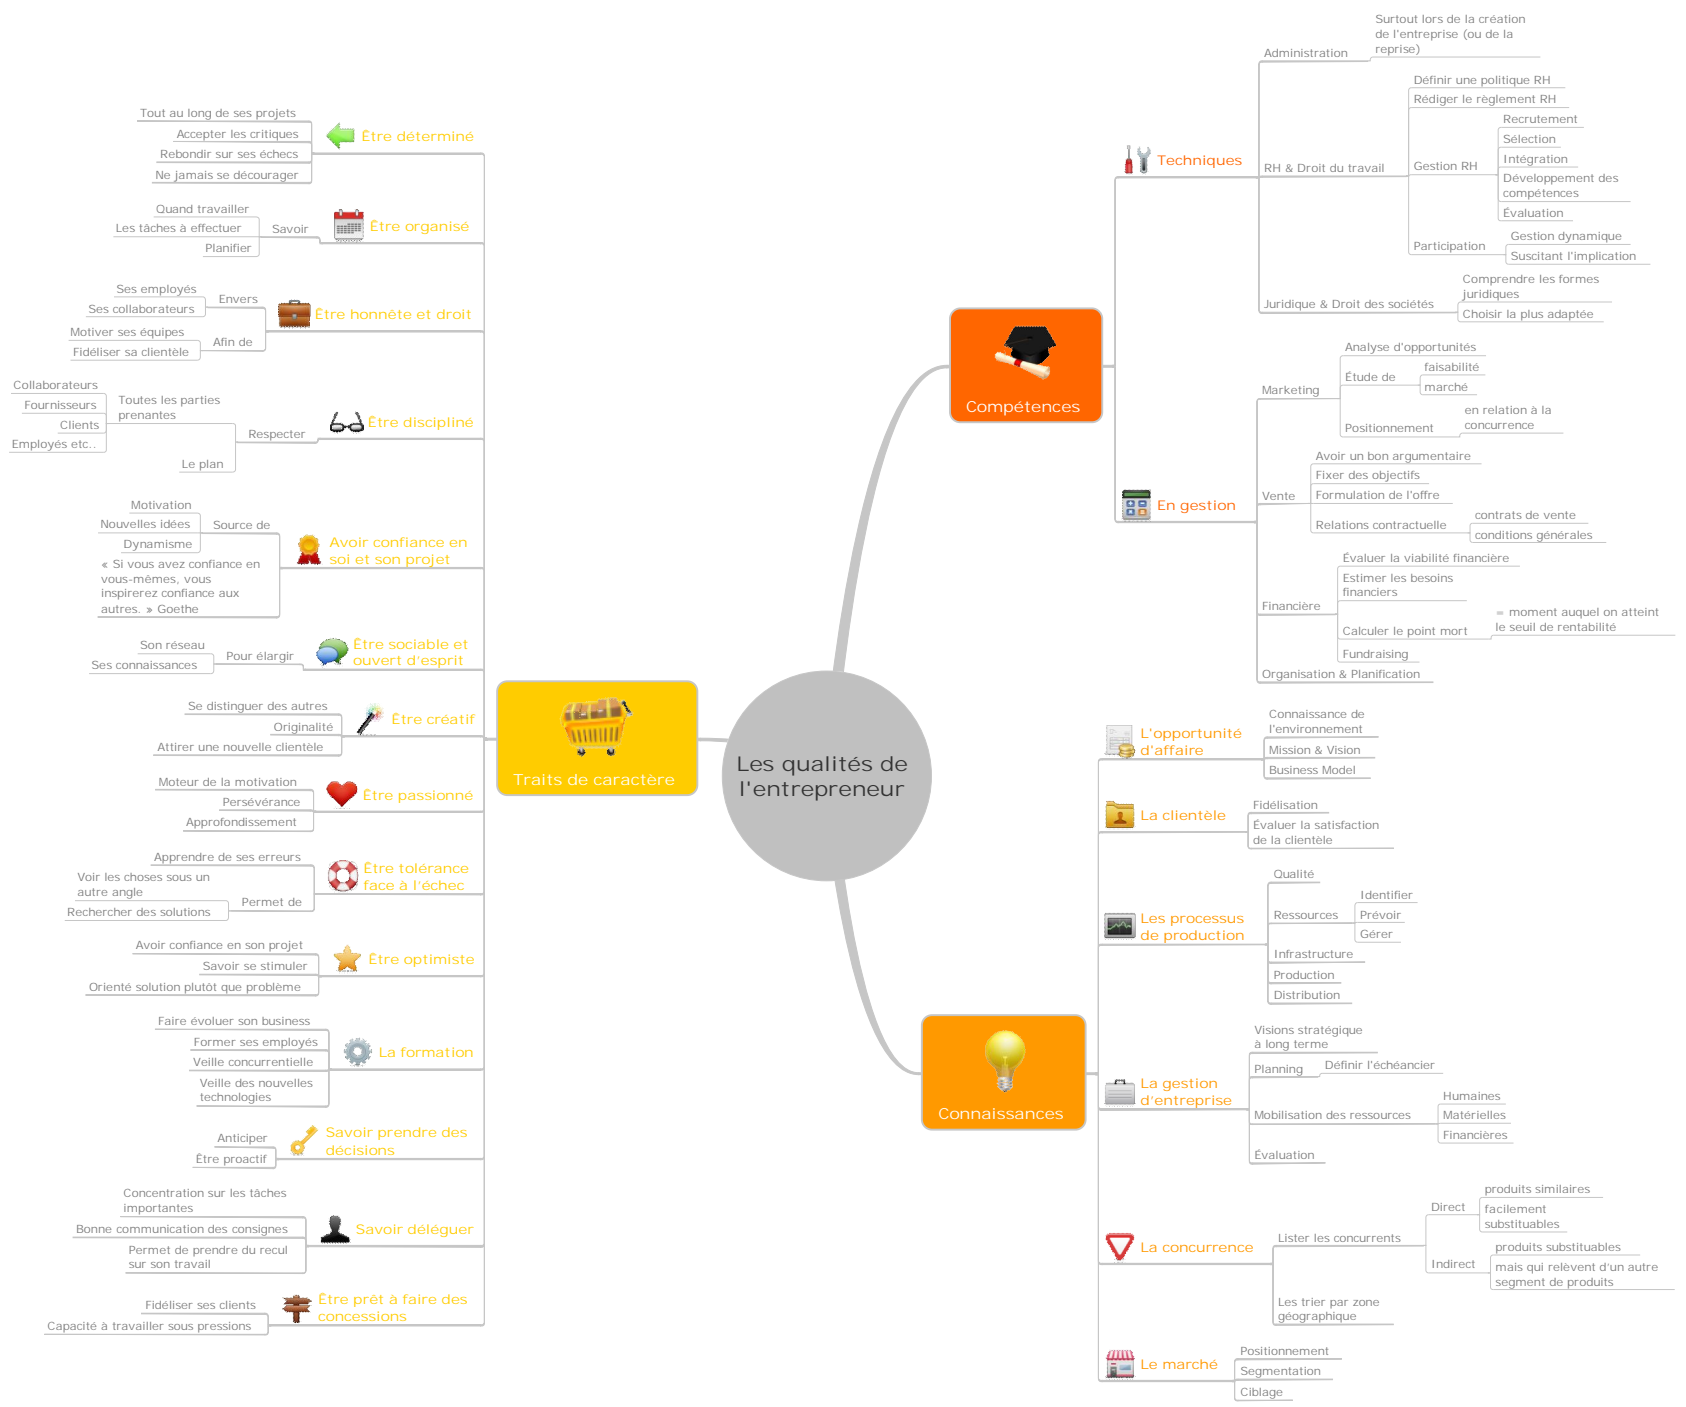 Les qualités de
l'entrepreneur
Compétences
Techniques
Administration
Surtout lors de la création
de l'entreprise (ou de la
reprise)
RH & Droit du travail
Définir une politique RH
Rédiger le règlement RH
Gestion RH
Recrutement
Sélection
Intégration
Développement des
compétences
Évaluation
Participation
Gestion dynamique
Suscitant l'implication
Juridique & Droit des sociétés
Comprendre les formes
juridiques
Choisir la plus adaptée
En gestion
Marketing
Analyse d'opportunités
Étude de
faisabilité
marché
Positionnement
en relation à la
concurrence
Vente
Avoir un bon argumentaire
Fixer des objectifs
Formulation de l'offre
Relations contractuelle
contrats de vente
conditions générales
Financière
Évaluer la viabilité financière
Estimer les besoins
financiers
Calculer le point mort
= moment auquel on atteint
le seuil de rentabilité
Fundraising
Organisation & Planification
Connaissances
L'opportunité
d'affaire
Connaissance de
l'environnement
Mission & Vision
Business Model
La clientèle
Fidélisation
Évaluer la satisfaction
de la clientèle
Les processus
de production
Qualité
Ressources
Identifier
Prévoir
Gérer
Infrastructure
Production
Distribution
La gestion
d'entreprise
Visions stratégique
à long terme
Planning
Définir l'échéancier
Mobilisation des ressources
Humaines
Matérielles
Financières
Évaluation
La concurrence
Lister les concurrents
Direct
produits similaires
facilement
substituables
Indirect
produits substituables
mais qui relèvent d'un autre
segment de produits
Les trier par zone
géographique
Le marché
Positionnement
Segmentation
Ciblage
Traits de caractère
Être déterminé
Tout au long de ses projets
Accepter les critiques
Rebondir sur ses échecs
Ne jamais se décourager
Être organisé
Savoir
Quand travailler
Les tâches à effectuer
Planifier
Être honnête et droit
Envers
Ses employés
Ses collaborateurs
Afin de
Motiver ses équipes
Fidéliser sa clientèle
Être discipliné
Respecter
Toutes les parties
prenantes
Collaborateurs
Fournisseurs
Clients
Employés etc..
Le plan
Avoir confiance en
soi et son projet
Source de
Motivation
Nouvelles idées
Dynamisme
« Si vous avez confiance en
vous-mêmes, vous
inspirerez confiance aux
autres. » Goethe
Être sociable et
ouvert d'esprit
Pour élargir
Son réseau
Ses connaissances
Être créatif
Se distinguer des autres
Originalité
Attirer une nouvelle clientèle
Être passionné
Moteur de la motivation
Persévérance
Approfondissement
Être tolérance
face à l'échec
Apprendre de ses erreurs
Permet de
Voir les choses sous un
autre angle
Rechercher des solutions
Être optimiste
Avoir confiance en son projet
Savoir se stimuler
Orienté solution plutôt que problème
La formation
Faire évoluer son business
Former ses employés
Veille concurrentielle
Veille des nouvelles
technologies
Savoir prendre des
décisions
Anticiper
Être proactif
Savoir déléguer
Concentration sur les tâches
importantes
Bonne communication des consignes
Permet de prendre du recul
sur son travail
Être prêt à faire des
concessions
Fidéliser ses clients
Capacité à travailler sous pressions